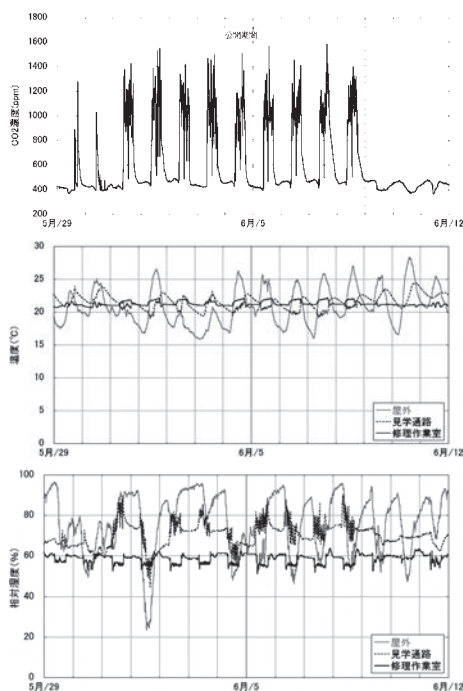 1800
1600
1400
1200
1000
800
600
400
200
CO2濃度(ppm)
公開期間
5月/29
6月/5
6月/12
30
25
20
15
10
5
0
温度(℃)
屋外
見学通路
修理作業室
5月/29
6月/5
6月/12
100
80
60
40
20
0
相対湿度(%)
屋外
見学通路
修理作業室
5月/29
6月/5
6月/12